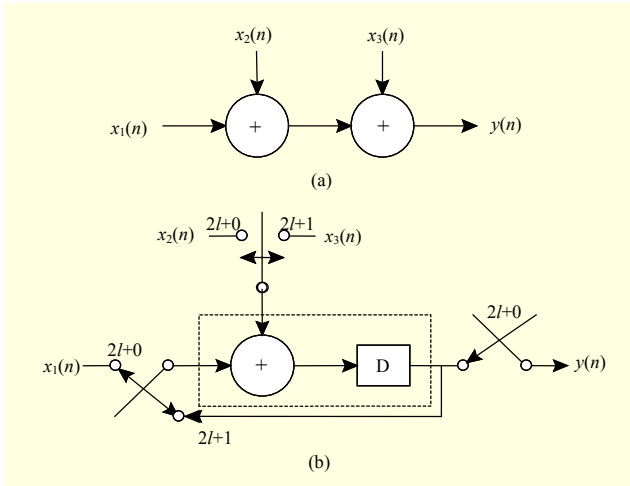 x₂(n) x₃(n)
x₁(n) + + y(n)
(a)
2l+0 2l+1
x₂(n) x₃(n)
2l+0
2l+0
x₁(n) + D y(n)
2l+1
(b)